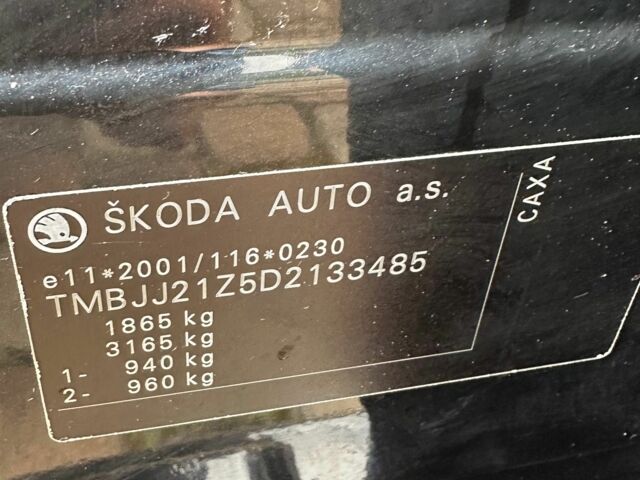 ŠKODA AUTO a.s.
e11*2001/116*0230
TMBJJ21Z5D2133485
1865 kg
3165 kg
1- 940 kg
2- 960 kg
CAXA